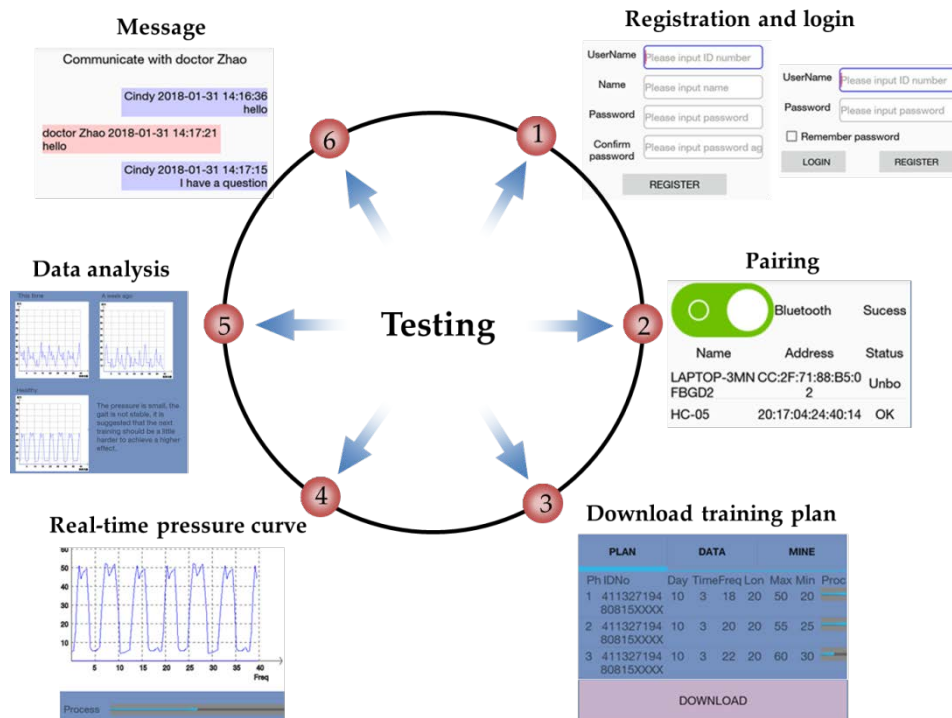 Message
Communicate with doctor Zhao
Cindy 2018-01-31 14:16:36
hello
doctor Zhao 2018-01-31 14:17:21
hello
Cindy 2018-01-31 14:17:15
I have a question
Registration and login
UserName Please input ID number
Name Please input name
Password Please input password
Confirm password Please input password ag
REGISTER
UserName Please input ID number
Password Please input password
Remember password
LOGIN REGISTER
6
1
Data analysis
This time A week ago
Healthy
The pressure is small, the
gait is not stable, it is
suggested that the next
training should be a little
harder to achieve a higher
effect.
5
Testing
2
Pairing
Bluetooth Sucess
Name Address Status
LAPTOP-3MN CC:2F:71:88:B5:0 Unbo
FBGD2 2
HC-05 20:17:04:24:40:14 OK
4
3
Real-time pressure curve
50
40
30
20
10
5 10 15 20 25 30 35 40
Freq
Process
Download training plan
PLAN DATA MINE
Ph IDNo Day Time Freq Lon Max Min Proc
1 411327194 10 3 18 20 50 20
80815XXXX
2 411327194 10 3 20 20 55 25
80815XXXX
3 411327194 10 3 22 20 60 30
80815XXXX
DOWNLOAD